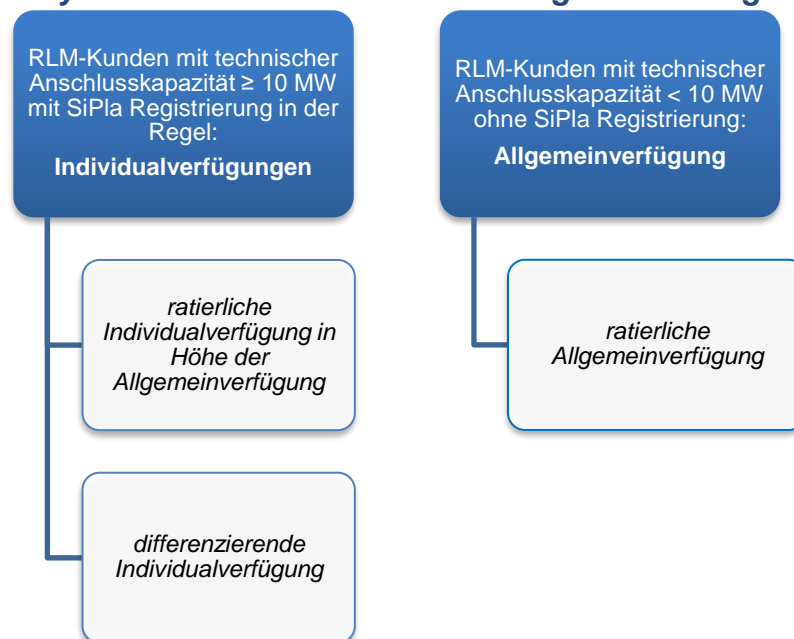 RLM-Kunden mit technischer
Anschlusskapazität ≥ 10 MW
mit SiPla Registrierung in der
Regel:
Individualverfügungen
ratierliche
Individualverfügung in
Höhe der
Allgemeinverfügung
differenzierende
Individualverfügung
RLM-Kunden mit technischer
Anschlusskapazität < 10 MW
ohne SiPla Registrierung:
Allgemeinverfügung
ratierliche
Allgemeinverfügung